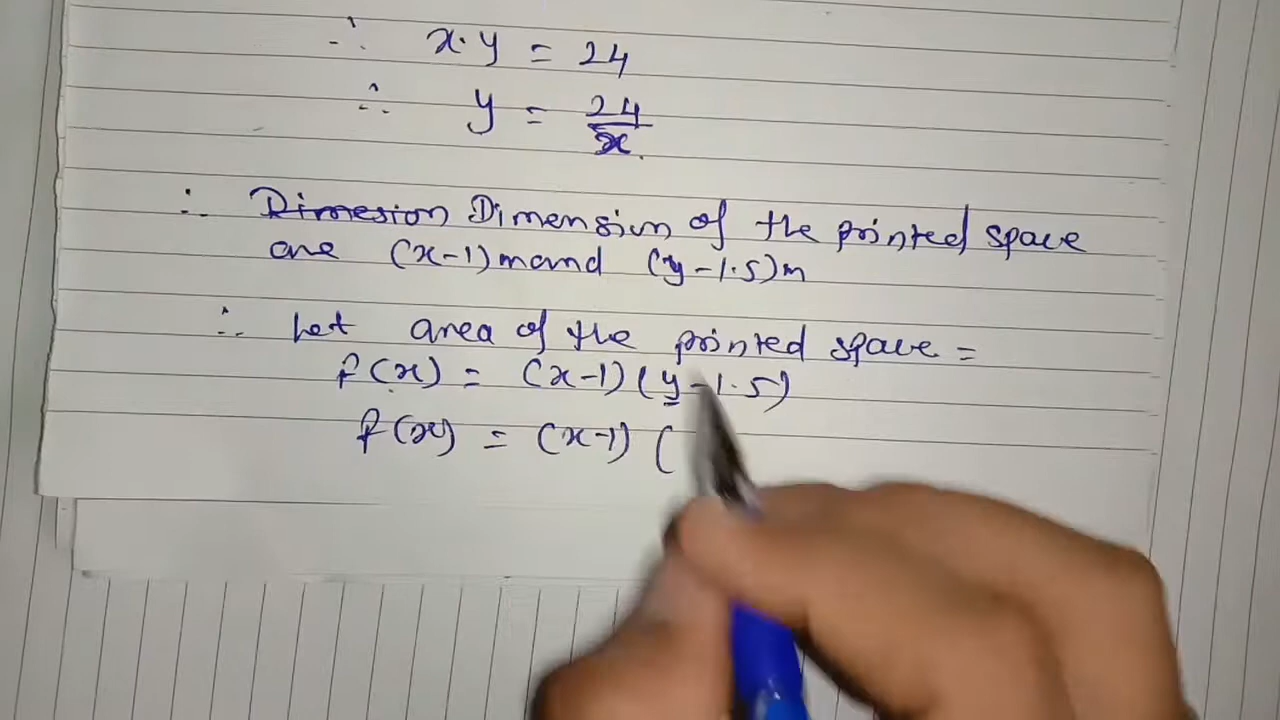 ∴ x·y = 24
∴ y = 24/x
∴ Dimesion Dimension of the printed space
are (x-1)m and (y-1.5)m
∴ Let area of the printed space =
f(x) = (x-1)(y-1.5)
f(x) = (x-1)(